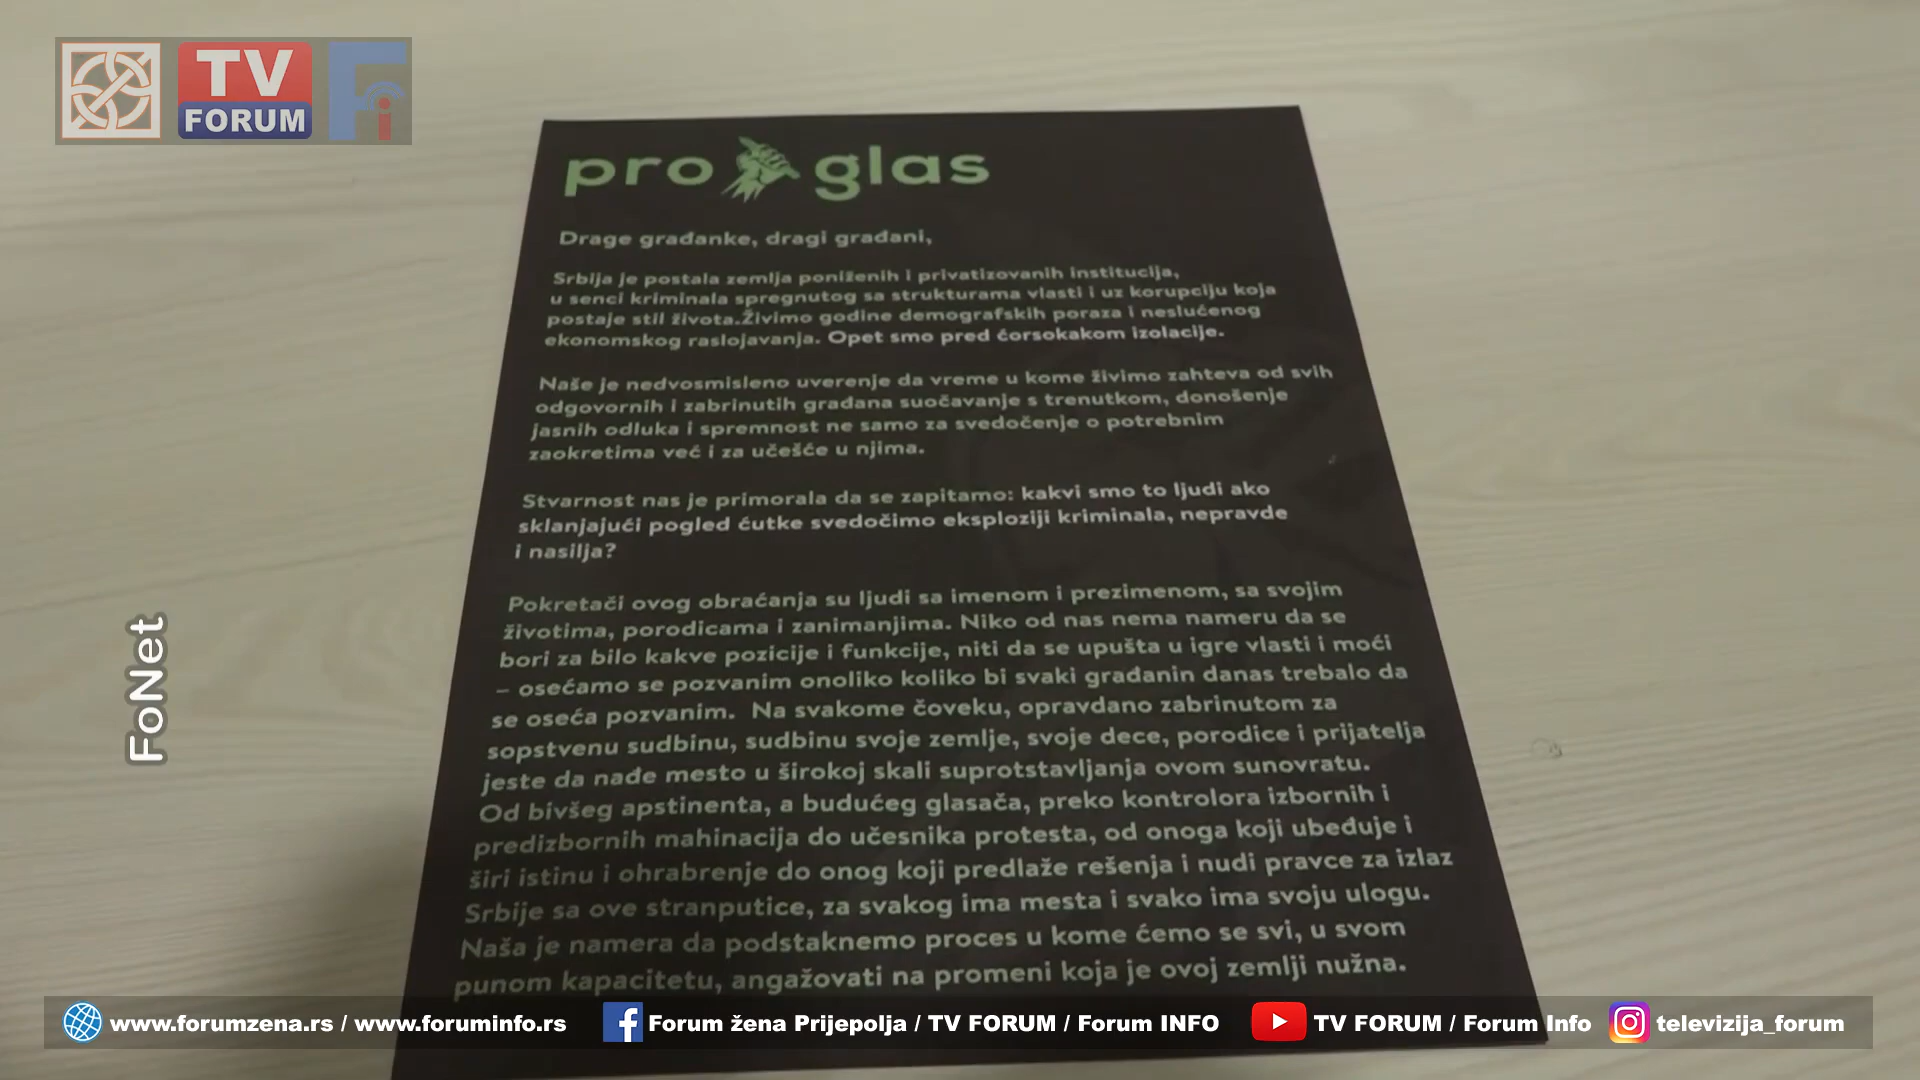 TV
FORUM
Fi
pro glas
Drage građanke, dragi građani,
Srbija je postala zemlja poniženih i privatizovanih institucija,
u senci kriminala spregnutog sa strukturama vlasti i uz korupciju koja
postaje stil života.Živimo godine demografskih poraza i neslućenog
ekonomskog raslojavanja. Opet smo pred ćorsokakom izolacije.
Naše je nedvosmisleno uverenje da vreme u kome živimo zahteva od svih
odgovornih i zabrinutih građana suočavanje s trenutkom, donošenje
jasnih odluka i spremnost ne samo za svedočenje o potrebnim
zaokretima već i za učešće u njima.
Stvarnost nas je primorala da se zapitamo: kakvi smo to ljudi ako
sklanjajući pogled ćutke svedočimo eksploziji kriminala, nepravde
i nasilja?
Pokretači ovog obraćanja su ljudi sa imenom i prezimenom, sa svojim
životima, porodicama i zanimanjima. Niko od nas nema nameru da se
bori za bilo kakve pozicije i funkcije, niti da se upušta u igre vlasti i moći
– osećamo se pozvanim onoliko koliko bi svaki građanin danas trebalo da
se oseća pozvanim. Na svakome čoveku, opravdano zabrinutom za
sopstvenu sudbinu, sudbinu svoje zemlje, svoje dece, porodice i prijatelja
jeste da nađe mesto u širokoj skali suprotstavljanja ovom sunovratu.
Od bivšeg apstinenta, a budućeg glasača, preko kontrolora izbornih i
predizbornih mahinacija do učesnika protesta, od onoga koji ubeđuje i
širi istinu i ohrabrenje do onog koji predlaže rešenja i nudi pravce za izlaz
Srbije sa ove stranputice, za svakog ima mesta i svako ima svoju ulogu.
Naša je namera da podstaknemo proces u kome ćemo se svi, u svom
punom kapacitetu, angažovati na promeni koja je ovoj zemlji nužna.
FoNet
www.forumzena.rs / www.foruminfo.rs
Forum žena Prijepolja / TV FORUM / Forum INFO
TV FORUM / Forum Info
televizija_forum